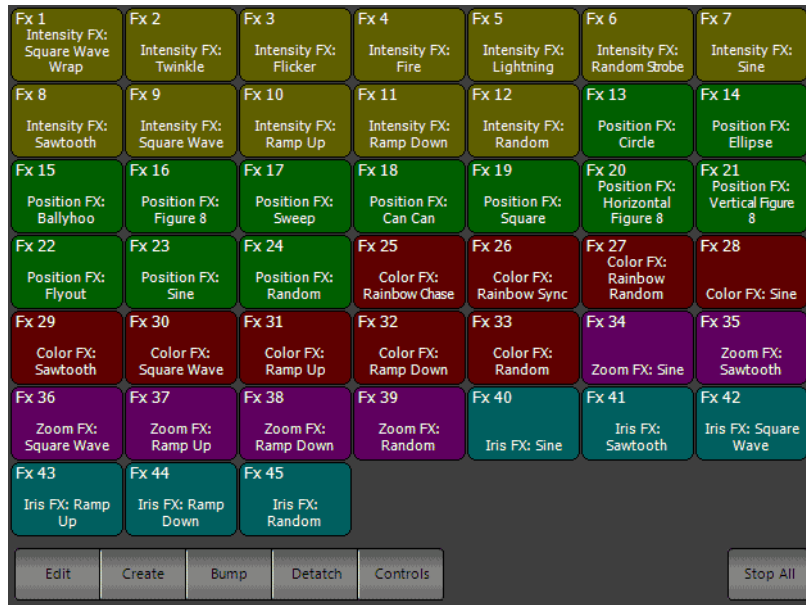 Fx 1
Intensity FX:
Square Wave
Wrap
Fx 2
Intensity FX:
Twinkle
Fx 3
Intensity FX:
Flicker
Fx 4
Intensity FX:
Fire
Fx 5
Intensity FX:
Lightning
Fx 6
Intensity FX:
Random Strobe
Fx 7
Intensity FX:
Sine
Fx 8
Intensity FX:
Sawtooth
Fx 9
Intensity FX:
Square Wave
Fx 10
Intensity FX:
Ramp Up
Fx 11
Intensity FX:
Ramp Down
Fx 12
Intensity FX:
Random
Fx 13
Position FX:
Circle
Fx 14
Position FX:
Ellipse
Fx 15
Position FX:
Ballyhoo
Fx 16
Position FX:
Figure 8
Fx 17
Position FX:
Sweep
Fx 18
Position FX:
Can Can
Fx 19
Position FX:
Square
Fx 20
Position FX:
Horizontal
Figure 8
Fx 21
Position FX:
Vertical Figure
8
Fx 22
Position FX:
Flyout
Fx 23
Position FX:
Sine
Fx 24
Position FX:
Random
Fx 25
Color FX:
Rainbow Chase
Fx 26
Color FX:
Rainbow Sync
Fx 27
Color FX:
Rainbow
Random
Fx 28
Color FX: Sine
Fx 29
Color FX:
Sawtooth
Fx 30
Color FX:
Square Wave
Fx 31
Color FX:
Ramp Up
Fx 32
Color FX:
Ramp Down
Fx 33
Color FX:
Random
Fx 34
Zoom FX: Sine
Fx 35
Zoom FX:
Sawtooth
Fx 36
Zoom FX:
Square Wave
Fx 37
Zoom FX:
Ramp Up
Fx 38
Zoom FX:
Ramp Down
Fx 39
Zoom FX:
Random
Fx 40
Iris FX: Sine
Fx 41
Iris FX:
Sawtooth
Fx 42
Iris FX: Square
Wave
Fx 43
Iris FX: Ramp
Up
Fx 44
Iris FX: Ramp
Down
Fx 45
Iris FX:
Random
Edit
Create
Bump
Detatch
Controls
Stop All